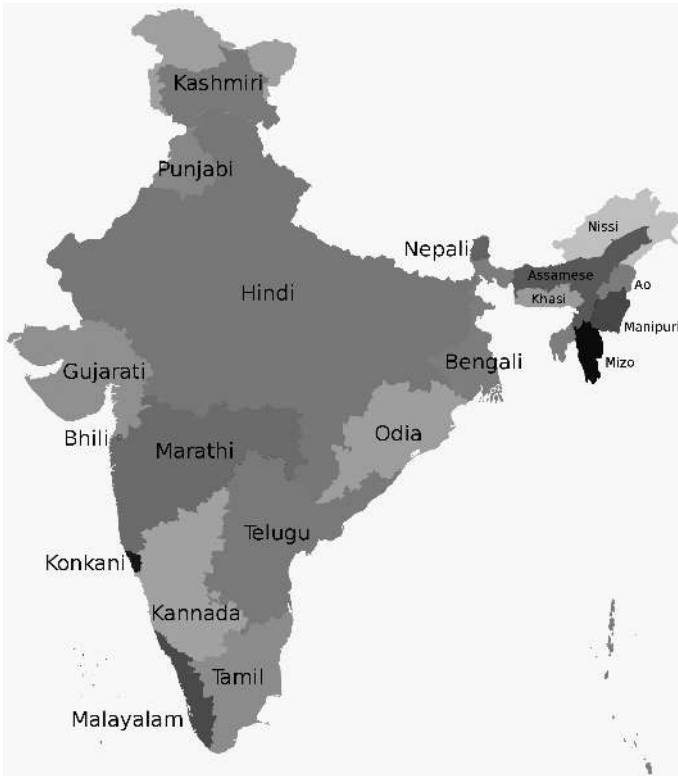 Kashmiri
Punjabi
Nissi
Nepali
Assamese
Ao
Hindi
Khasi
Manipuri
Bengali
Mizo
Gujarati
Odia
Bhili
Marathi
Telugu
Konkani
Kannada
Tamil
Malayalam